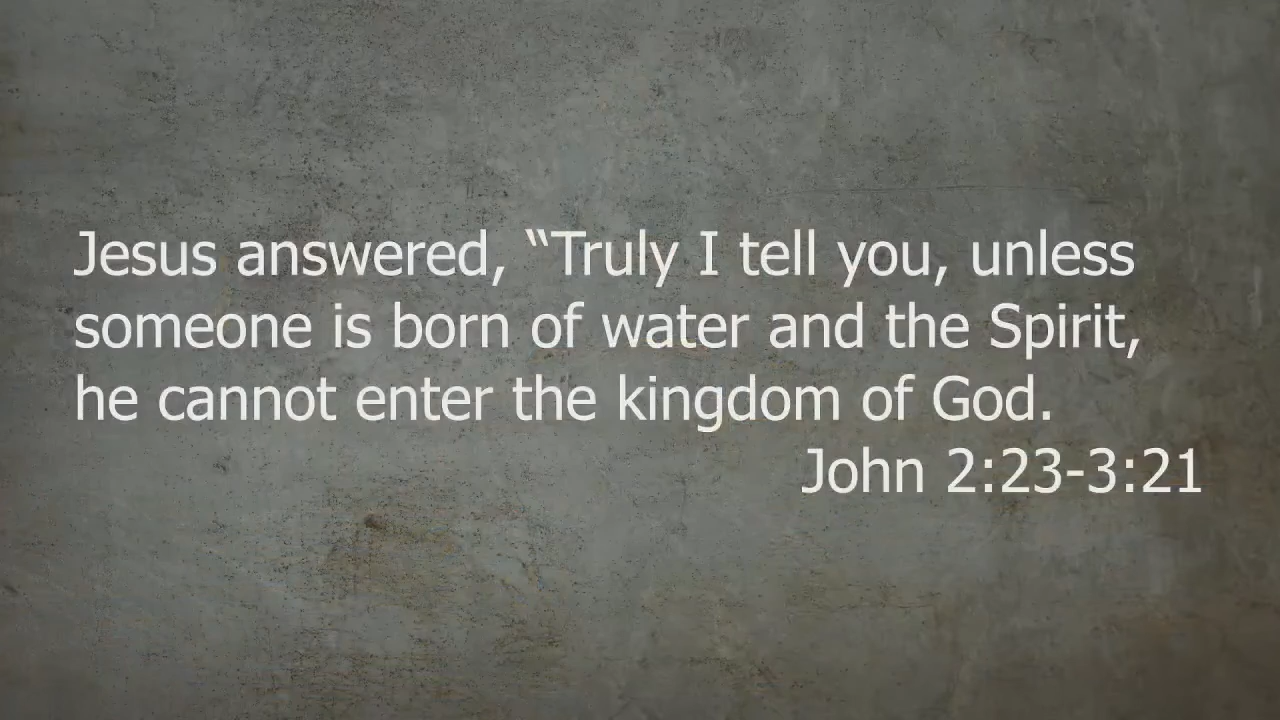 Jesus answered, “Truly I tell you, unless
someone is born of water and the Spirit,
he cannot enter the kingdom of God.
John 2:23-3:21